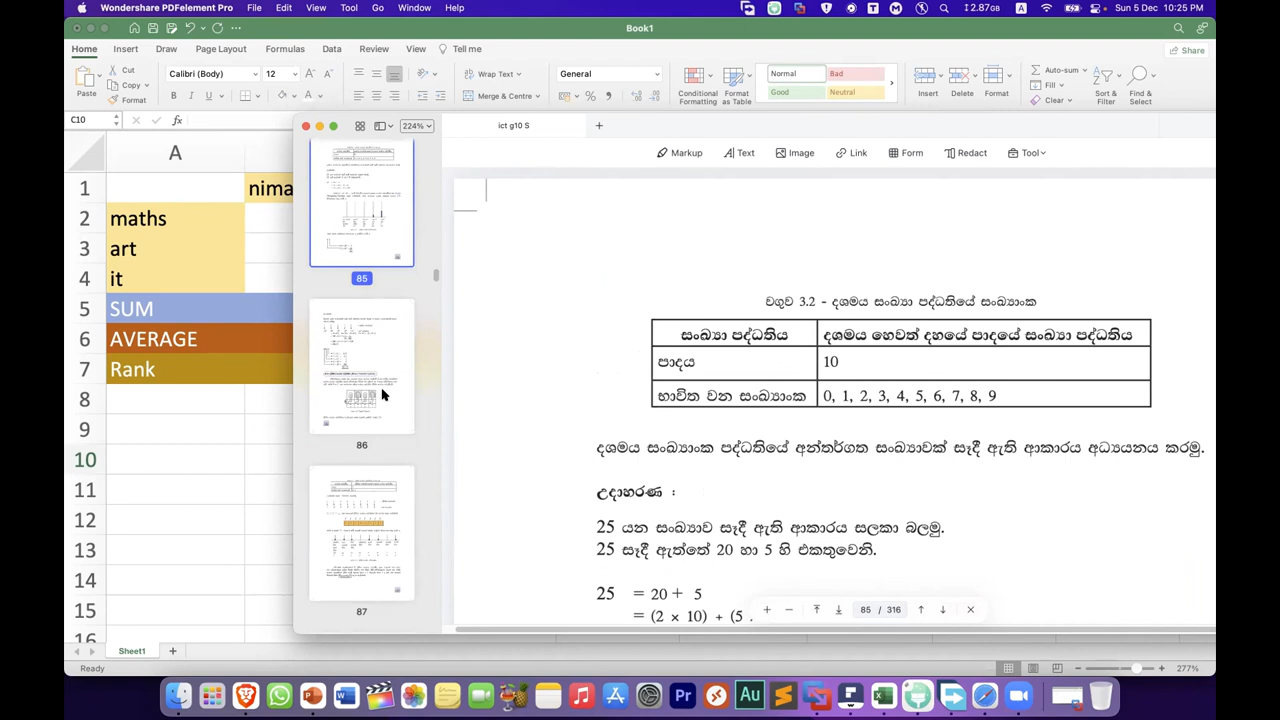 Wondershare PDFelement Pro File Edit View Tool Go Window Help 2.87GB A Sun 5 Dec 10:25 PM
Book1
Home Insert Draw Page Layout Formulas Data Review View Tell me Share
Paste Cut Copy Format Calibri (Body) 12 Wrap Text Merge & Centre General Conditional Formatting Format as Table Normal Bad Good Neutral Insert Delete Format Auto-sum Fill Clear Sort & Filter Find & Select
C10 fx
224% ict g10 S
Markup Text Image Link Form Redact Tool
A
1 nima
2 maths
3 art
4 it
5 SUM
6 AVERAGE
7 Rank
8
9
10
11
12
13
14
15
16
85
86
87
වගුව 3.2 - දශමය සංඛ්‍යා පද්ධතියේ සංඛ්‍යාංක
සංඛ්‍යා පද්ධතිය දශමය හෙවත් දහයේ පාදයේ සංඛ්‍යා පද්ධතිය
පාදය 10
භාවිත වන සංඛ්‍යාංක 0, 1, 2, 3, 4, 5, 6, 7, 8, 9
දශමය සංඛ්‍යාංක පද්ධතියේ අන්තර්ගත සංඛ්‍යාවක් සෑදී ඇති ආකාරය අධ්‍යයනය කරමු.
උදාහරණ :
25 යන සංඛ්‍යාව සෑදී ඇති ආකාරය සලකා බලමු.
25 සෑදී ඇත්තේ 20 හා 5 හි එකතුවෙනි.
25 = 20 + 5
= (2 x 10) + (5
85 / 316
Sheet1
Ready 277%